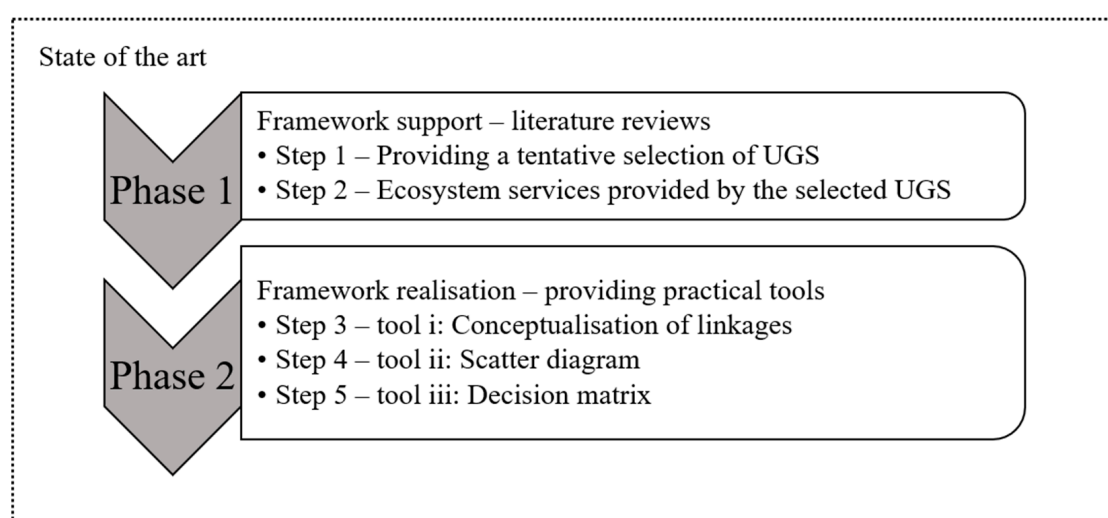 State of the art
Framework support – literature reviews
• Step 1 – Providing a tentative selection of UGS
Phase 1
• Step 2 – Ecosystem services provided by the selected UGS
Framework realisation – providing practical tools
• Step 3 – tool i: Conceptualisation of linkages
• Step 4 – tool ii: Scatter diagram
Phase 2
• Step 5 – tool iii: Decision matrix